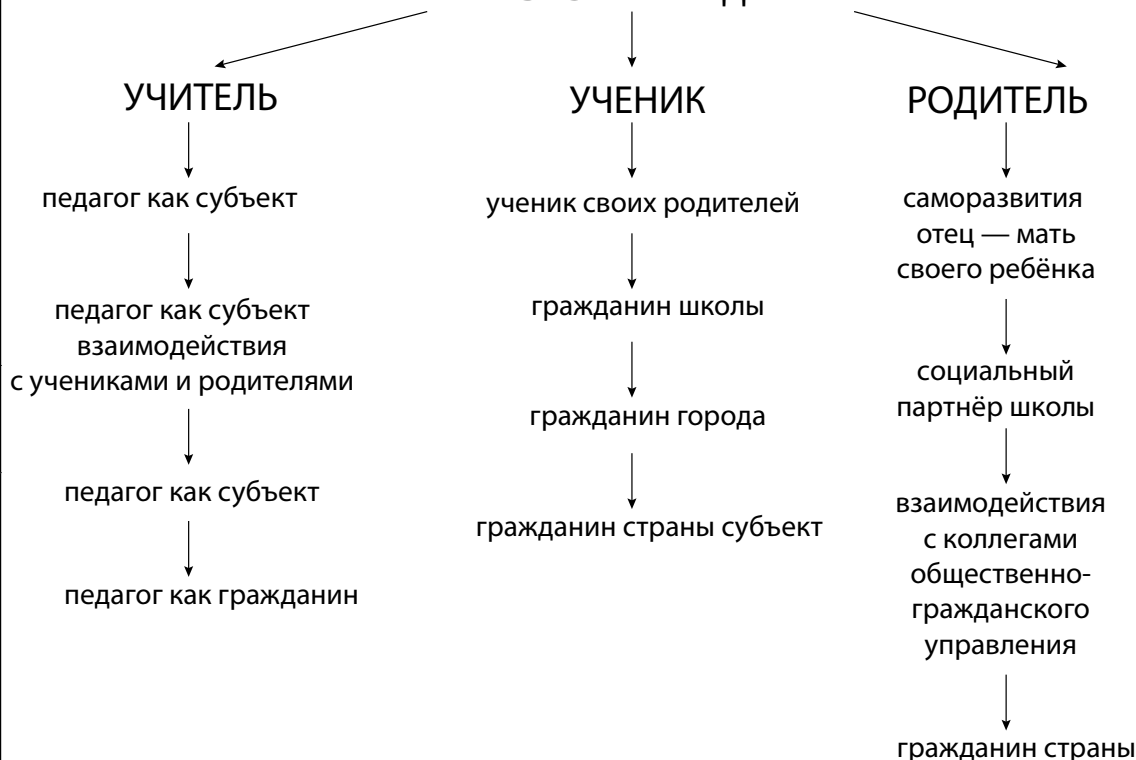 УЧИТЕЛЬ
УЧЕНИК
РОДИТЕЛЬ
педагог как субъект
педагог как субъект
взаимодействия
с учениками и родителями
педагог как субъект
педагог как гражданин
ученик своих родителей
гражданин школы
гражданин города
гражданин страны субъект
саморазвития
отец — мать
своего ребёнка
социальный
партнёр школы
взаимодействия
с коллегами
общественно-
гражданского
управления
гражданин страны